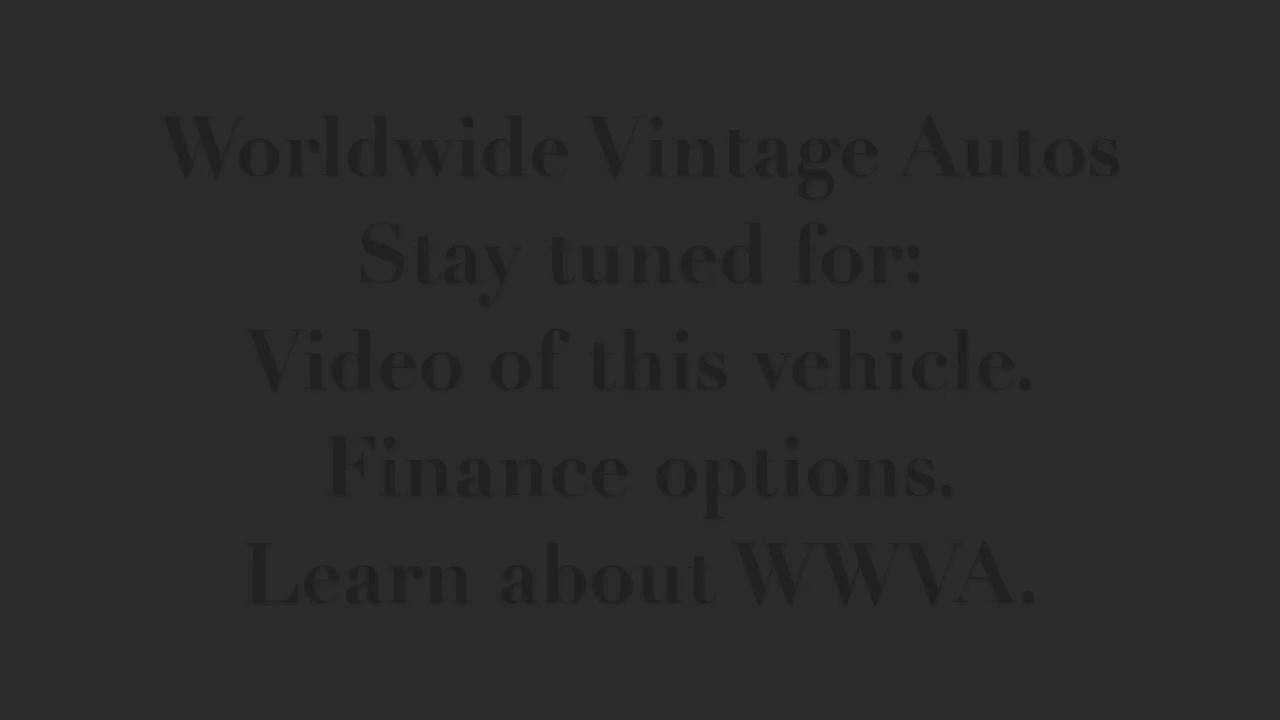 Worldwide Vintage Autos
Stay tuned for:
Video of this vehicle.
Finance options.
Learn about WWVA.